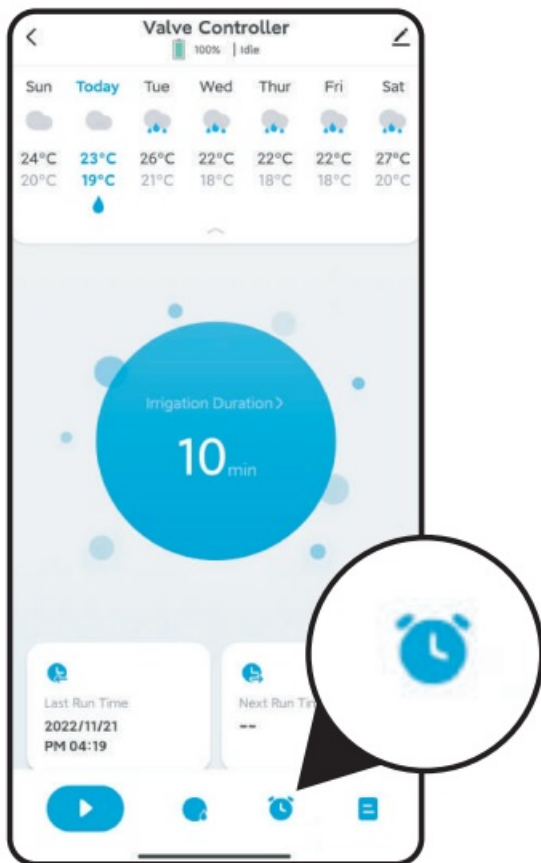 Valve Controller
100% | Idle
Sun Today Tue Wed Thur Fri Sat
24°C 23°C 26°C 22°C 22°C 22°C 27°C
20°C 19°C 21°C 18°C 18°C 18°C 20°C
Irrigation Duration >
10 min
Last Run Time
2022/11/21
PM 04:19
Next Run
--